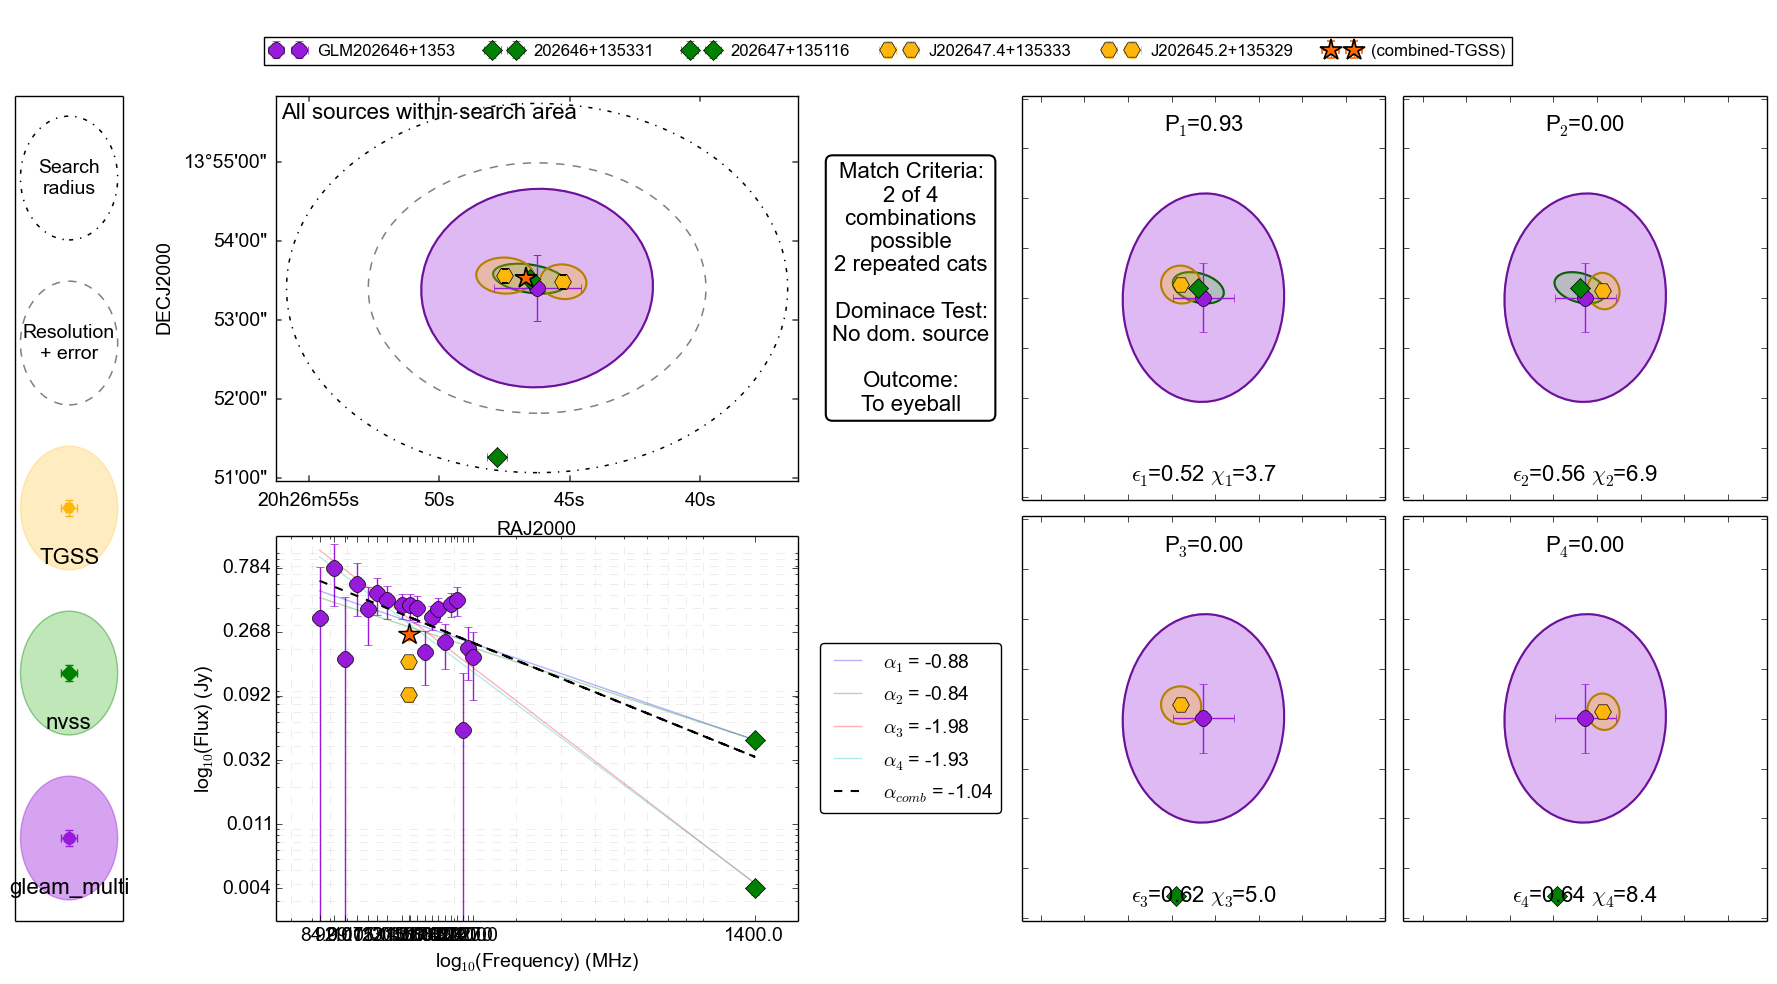 GLM202646+1353 202646+135331 202647+135116 J202647.4+135333 J202645.2+135329 (combined-TGSS)
Search
radius
Resolution
+ error
TGSS
nvss
gleam_multi
All sources within search area
DECJ2000
13°55'00"
54'00"
53'00"
52'00"
51'00"
20h26m55s 50s 45s 40s
RAJ2000
Match Criteria:
2 of 4
combinations
possible
2 repeated cats
Dominace Test:
No dom. source
Outcome:
To eyeball
P1=0.93
ϵ1=0.52 χ1=3.7
P2=0.00
ϵ2=0.56 χ2=6.9
P3=0.00
ϵ3=0.62 χ3=5.0
P4=0.00
ϵ4=0.64 χ4=8.4
log10(Flux) (Jy)
0.784
0.268
0.092
0.032
0.011
0.004
1400.0
log10(Frequency) (MHz)
α1 = -0.88
α2 = -0.84
α3 = -1.98
α4 = -1.93
αcomb = -1.04